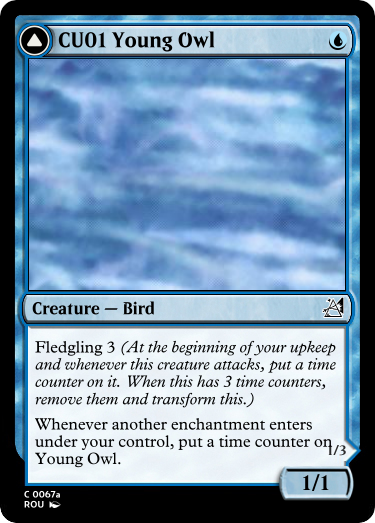 CU01 Young Owl
Creature — Bird
Fledgling 3 (At the beginning of your upkeep
and whenever this creature attacks, put a time
counter on it. When this has 3 time counters,
remove them and transform this.)
Whenever another enchantment enters
under your control, put a time counter on
Young Owl.
1/3
1/1
C 0067a
ROU